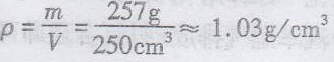 ρ = m/V = 257g/250cm³ ≈ 1.03g/cm³